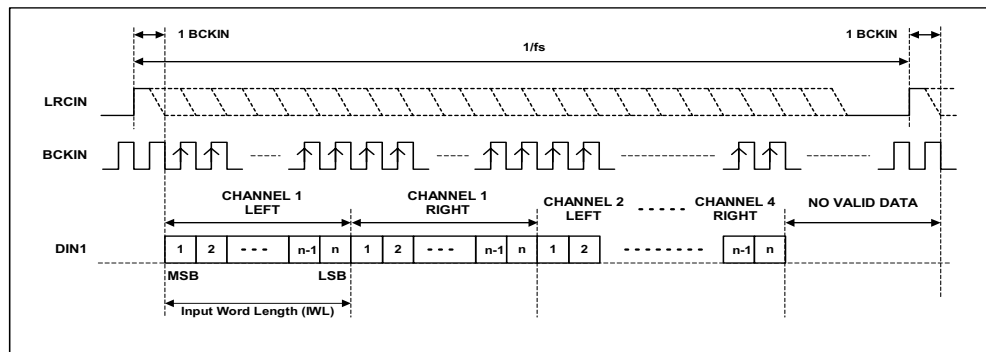 1 BCKIN 1 BCKIN
1/fs
LRCIN
BCKIN
CHANNEL 1 LEFT
CHANNEL 1 RIGHT
CHANNEL 2 LEFT
CHANNEL 4 RIGHT
NO VALID DATA
DIN1 1 2 n-1 n 1 2 n-1 n 1 2 n-1 n
MSB LSB
Input Word Length (IWL)